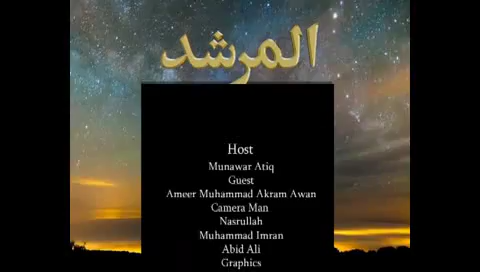 المرشد
Host
Munawar Atiq
Guest
Ameer Muhammad Akram Awan
Camera Man
Nasrullah
Muhammad Imran
Abid Ali
Graphics